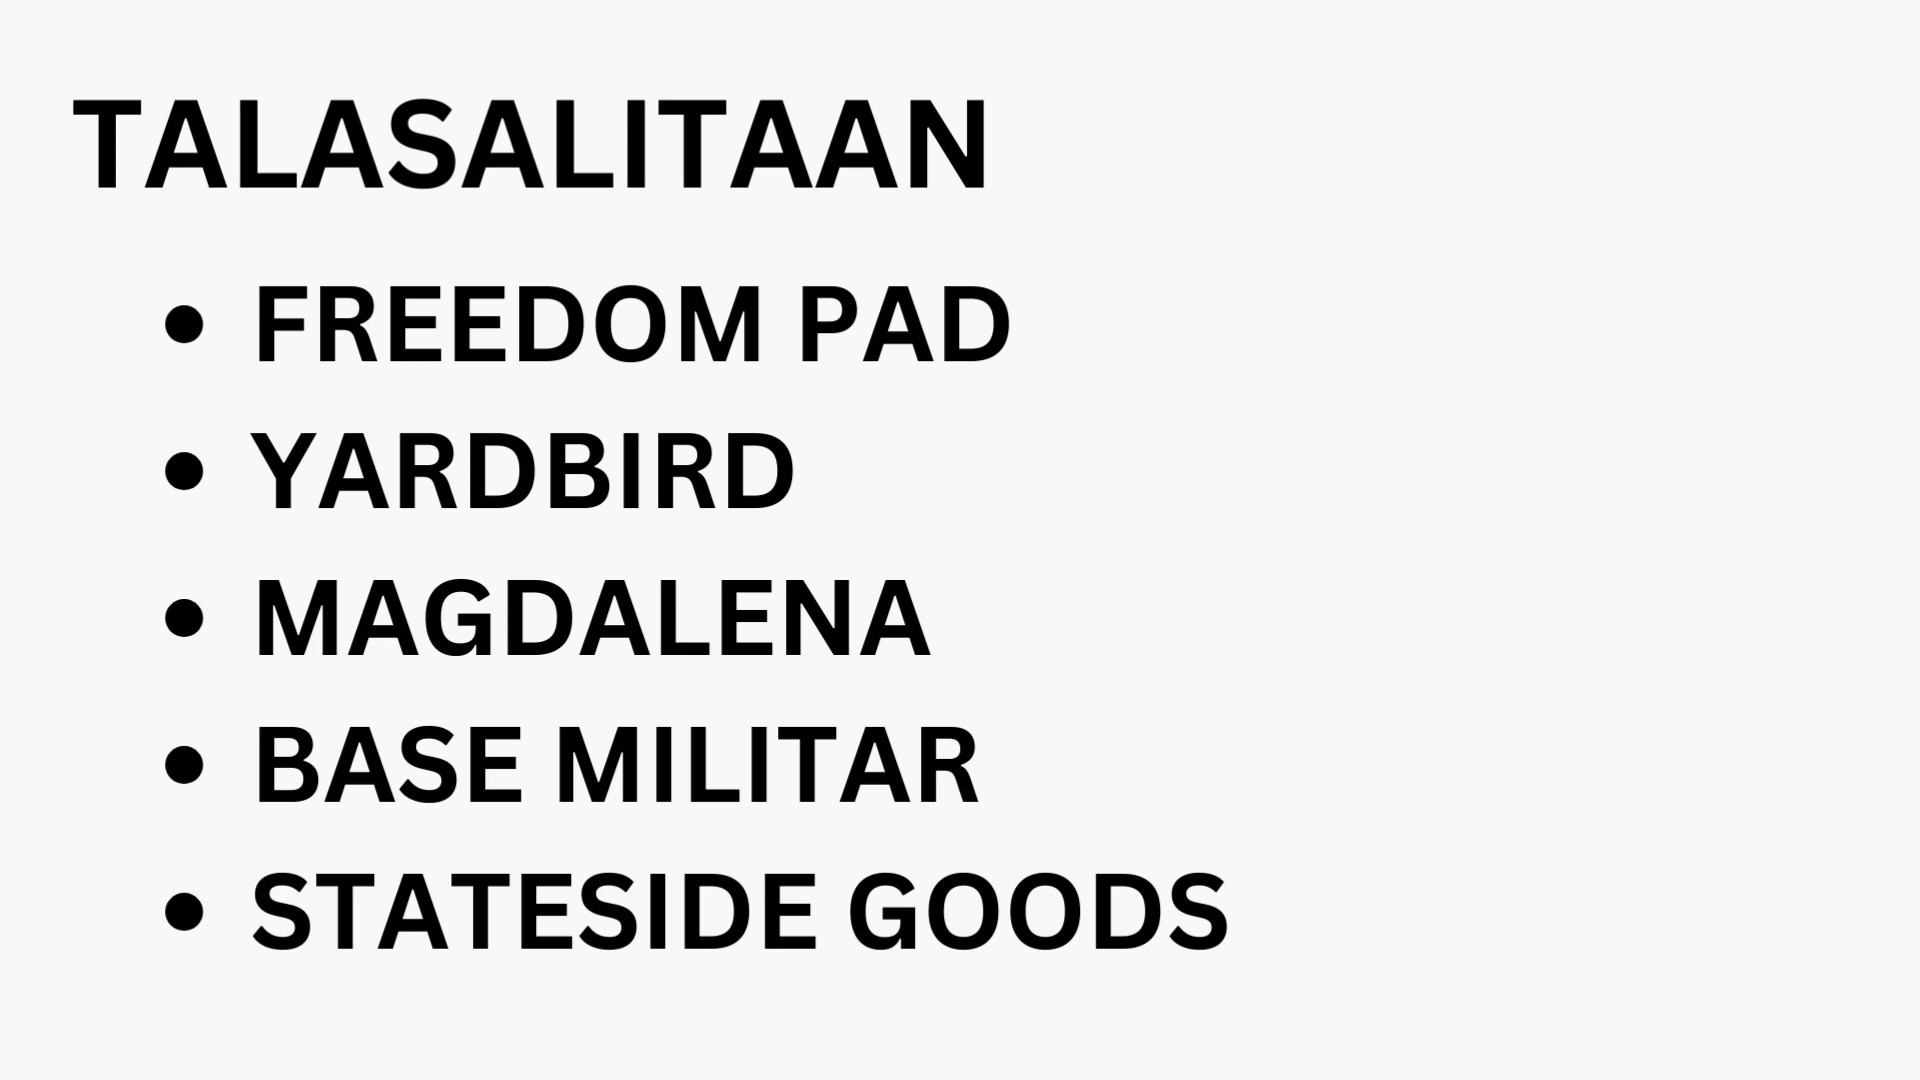 TALASALITAAN
• FREEDOM PAD
• YARDBIRD
• MAGDALENA
• BASE MILITAR
• STATESIDE GOODS